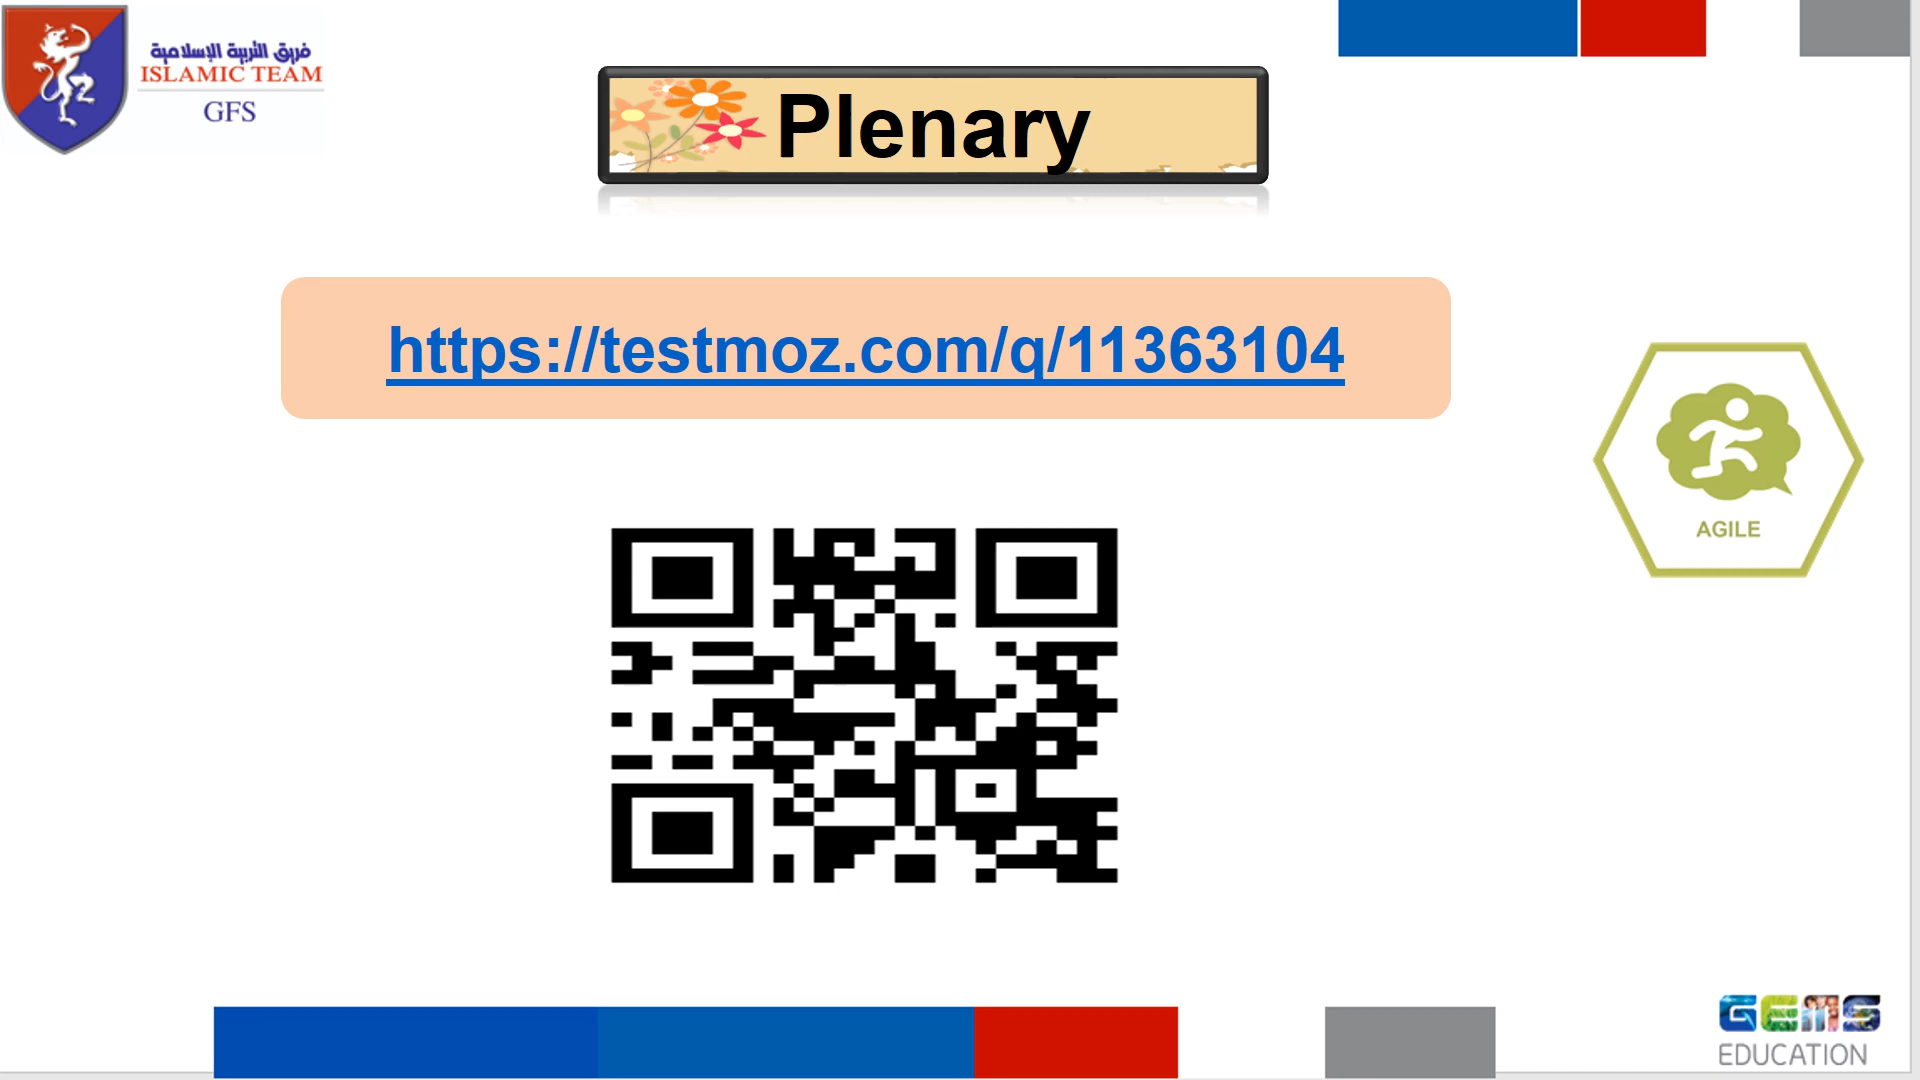 فريق التربية الإسلامية
ISLAMIC TEAM
GFS
Plenary
https://testmoz.com/q/11363104
AGILE
GEMS
EDUCATION